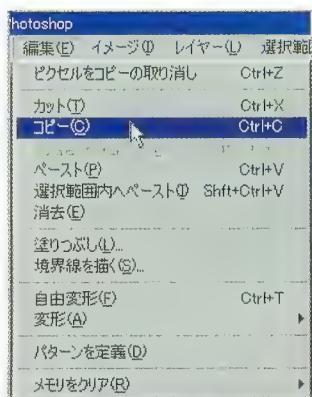 hotoshop
編集(E) イメージ(I) レイヤー(L) 選択範
ピクセルをコピーの取り消し Ctrl+Z
カット(T) Ctrl+X
コピー(C) Ctrl+C
ペースト(P) Ctrl+V
選択範囲内へペースト(I) Shft+Ctrl+V
消去(E)
塗りつぶし(L)...
境界線を描く(S)...
自由変形(F) Ctrl+T
変形(A)
パターンを定義(D)
メモリをクリア(R)